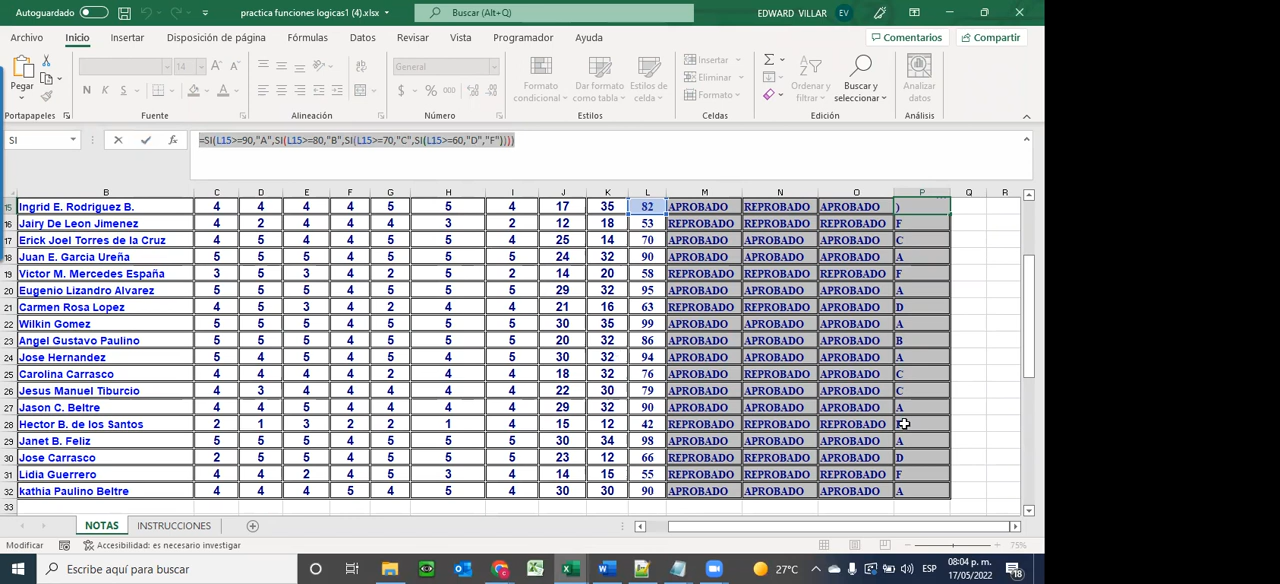 Autoguardado practica funciones logicas1 (4).xlsx Buscar (Alt+Q) EDWARD VILLAR EV
Archivo Inicio Insertar Disposición de página Fórmulas Datos Revisar Vista Programador Ayuda Comentarios Compartir
Pegar
14
N K S
General
$ % 000
Formato condicional
Dar formato como tabla
Estilos de celda
Insertar
Eliminar
Formato
Ordenar y filtrar
Buscar y seleccionar
Analizar datos
Portapapeles Fuente Alineación Número Estilos Celdas Edición Análisis
SI fx =SI(L15>=90,"A",SI(L15>=80,"B",SI(L15>=70,"C",SI(L15>=60,"D","F"))))
B C D E F G H I J K L M N O P Q R
15 Ingrid E. Rodriguez B. 4 4 4 4 5 5 4 17 35 82 APROBADO REPROBADO APROBADO )
16 Jairy De Leon Jimenez 4 2 4 4 4 3 2 12 18 53 REPROBADO REPROBADO REPROBADO F
17 Erick Joel Torres de la Cruz 4 5 4 4 5 5 4 25 14 70 APROBADO REPROBADO APROBADO C
18 Juan E. Garcia Ureña 5 5 5 4 5 5 5 24 32 90 APROBADO APROBADO APROBADO A
19 Victor M. Mercedes España 3 5 3 4 2 5 2 14 20 58 REPROBADO REPROBADO REPROBADO F
20 Eugenio Lizandro Alvarez 5 5 5 4 5 5 5 29 32 95 APROBADO APROBADO APROBADO A
21 Carmen Rosa Lopez 4 5 3 4 2 4 4 21 16 63 REPROBADO REPROBADO APROBADO D
22 Wilkin Gomez 5 5 5 4 5 5 5 30 35 99 APROBADO APROBADO APROBADO A
23 Angel Gustavo Paulino 5 5 5 4 5 5 5 20 32 86 APROBADO APROBADO APROBADO B
24 Jose Hernandez 5 4 5 4 5 4 5 30 32 94 APROBADO APROBADO APROBADO A
25 Carolina Carrasco 4 4 4 4 2 4 4 18 32 76 APROBADO REPROBADO APROBADO C
26 Jesus Manuel Tiburcio 4 3 4 4 4 4 4 22 30 79 APROBADO APROBADO APROBADO C
27 Jason C. Beltre 4 4 5 4 4 4 4 29 32 90 APROBADO APROBADO APROBADO A
28 Hector B. de los Santos 2 1 3 2 2 1 4 15 12 42 REPROBADO REPROBADO REPROBADO
29 Janet B. Feliz 5 5 5 4 5 5 5 30 34 98 APROBADO APROBADO APROBADO A
30 Jose Carrasco 2 5 5 4 5 5 5 23 12 66 REPROBADO REPROBADO APROBADO D
31 Lidia Guerrero 4 4 2 4 5 3 4 14 15 55 REPROBADO REPROBADO REPROBADO F
32 kathia Paulino Beltre 4 4 4 5 4 5 4 30 30 90 APROBADO APROBADO APROBADO A
33
NOTAS INSTRUCCIONES
Modificar Accesibilidad: es necesario investigar 75%
Escribe aquí para buscar 27°C ESP 08:04 p. m. 17/05/2022 18